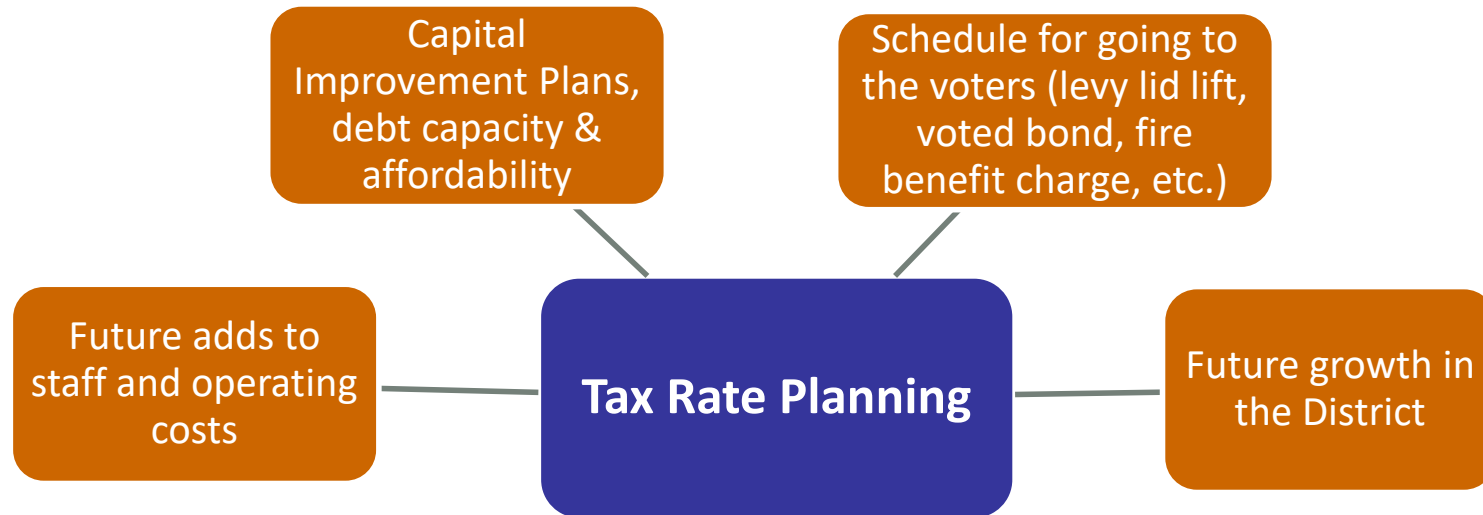 Capital
Improvement Plans,
debt capacity &
affordability
Schedule for going to
the voters (levy lid lift,
voted bond, fire
benefit charge, etc.)
Future adds to
staff and operating
costs
Tax Rate Planning
Future growth in
the District